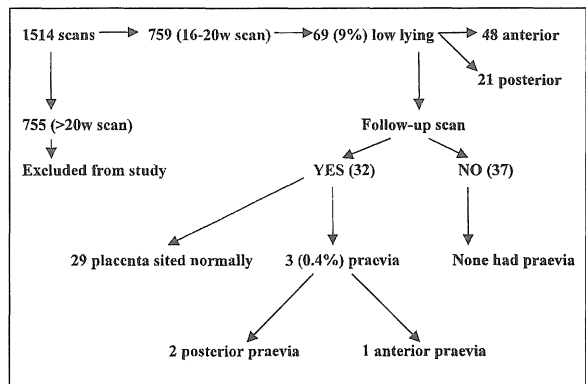 1514 scans 759 (16-20w scan) 69 (9%) low lying 48 anterior
21 posterior
755 (>20w scan) Follow-up scan
Excluded from study YES (32) NO (37)
29 placenta sited normally 3 (0.4%) praevia None had praevia
2 posterior praevia 1 anterior praevia